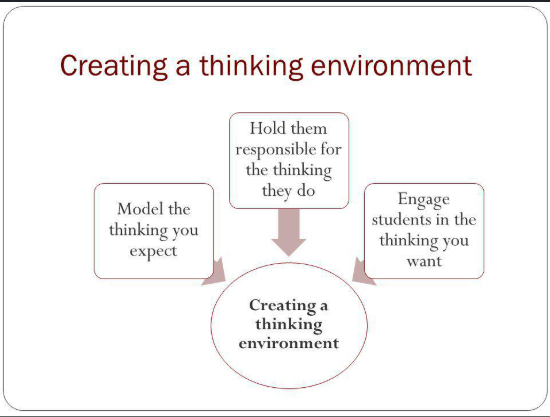 Creating a thinking environment
Model the
thinking you
expect
Hold them
responsible for
the thinking
they do
Engage
students in the
thinking you
want
Creating a
thinking
environment